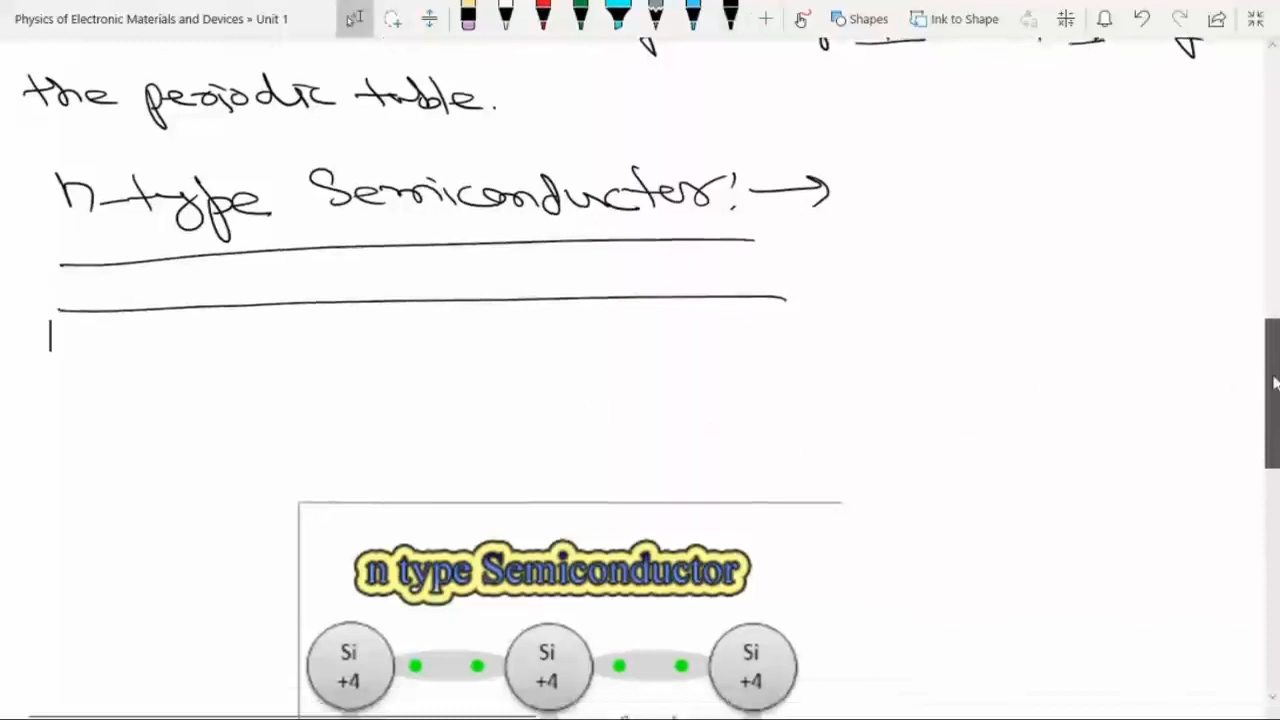 Physics of Electronic Materials and Devices » Unit 1
Shapes
Ink to Shape
the periodic table.
n-type Semiconductor:→
n type Semiconductor
Si Si Si
+4 +4 +4